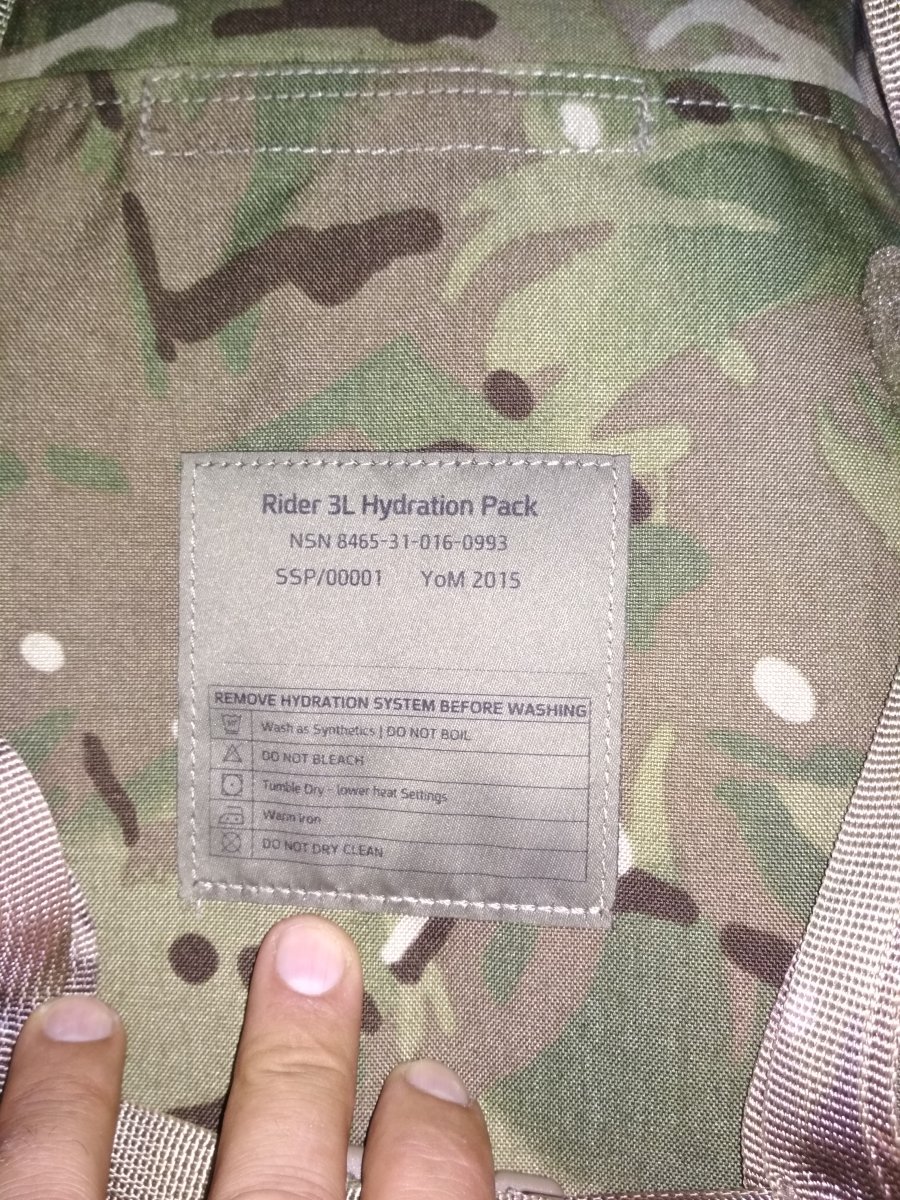 Rider 3L Hydration Pack
NSN 8465-31-016-0993
SSP/00001 YoM 2015
REMOVE HYDRATION SYSTEM BEFORE WASHING
Wash as Synthetics | DO NOT BOIL
DO NOT BLEACH
Tumble Dry - lower heat Settings
Warm iron
DO NOT DRY CLEAN